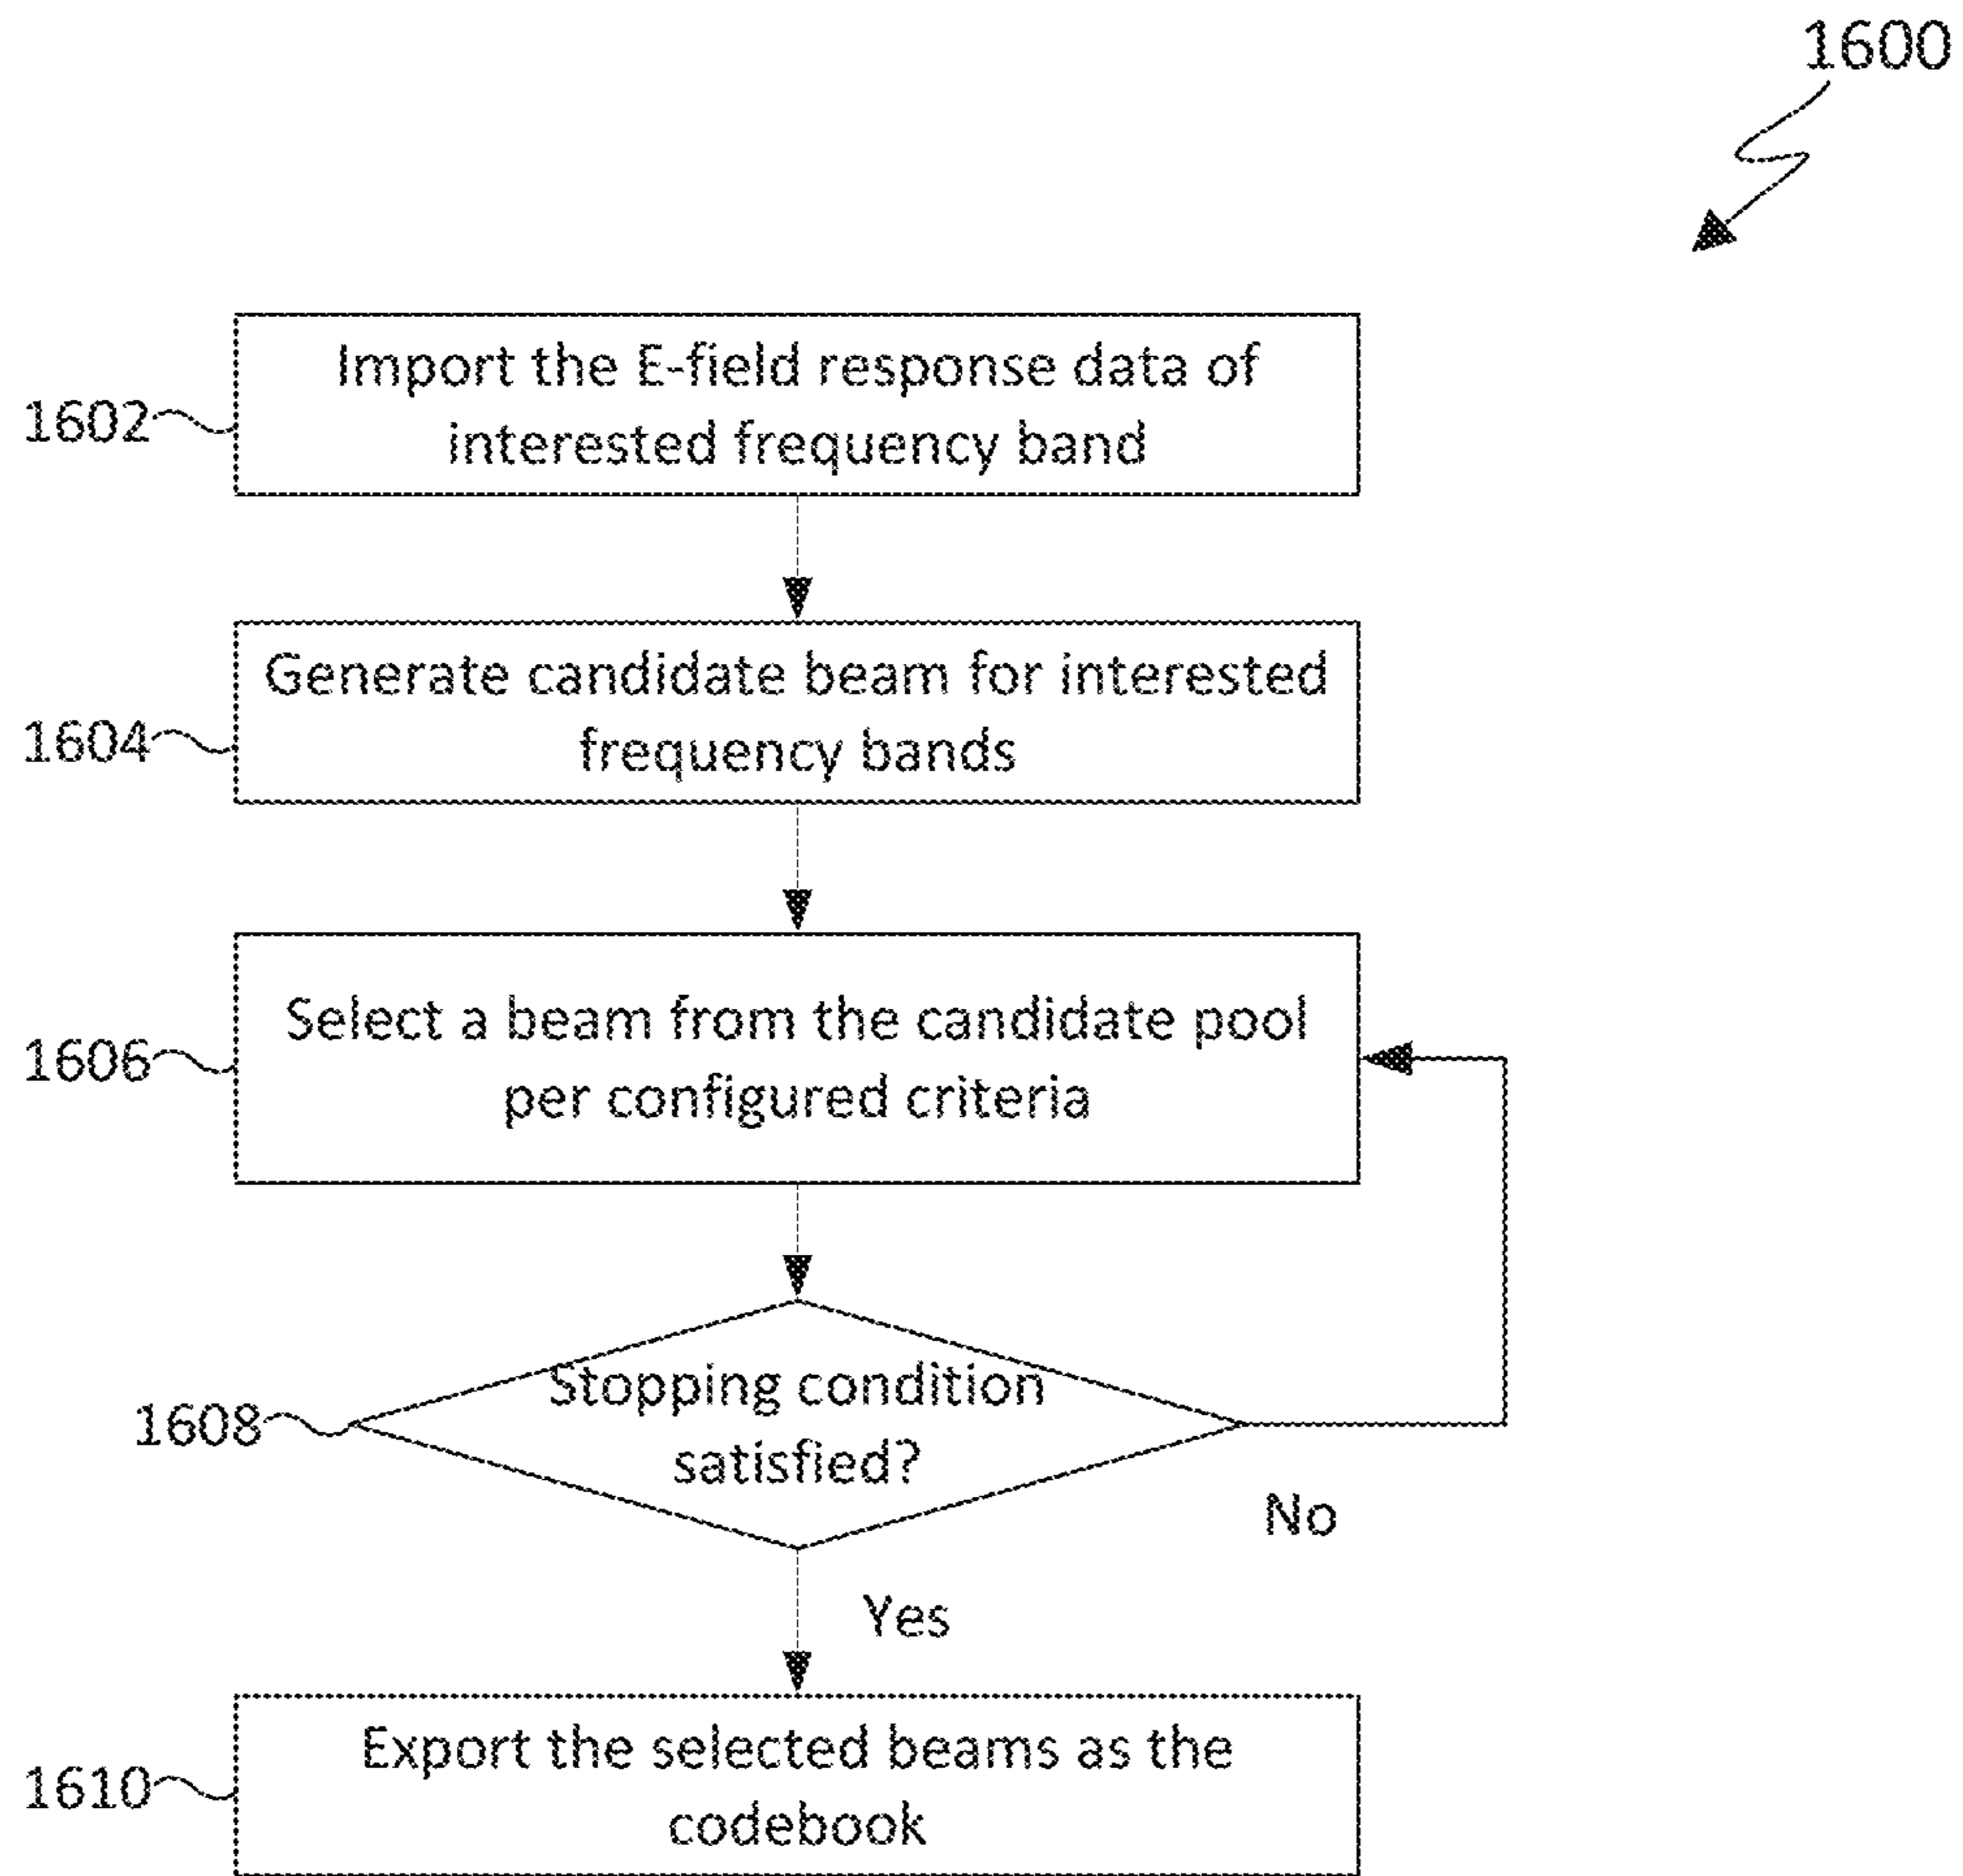 1600
Import the E-field response data of
interested frequency band
1602
Generate candidate beam for interested
frequency bands
1604
Select a beam from the candidate pool
per configured criteria
1606
Stopping condition
satisfied?
1608
No
Yes
Export the selected beams as the
codebook
1610